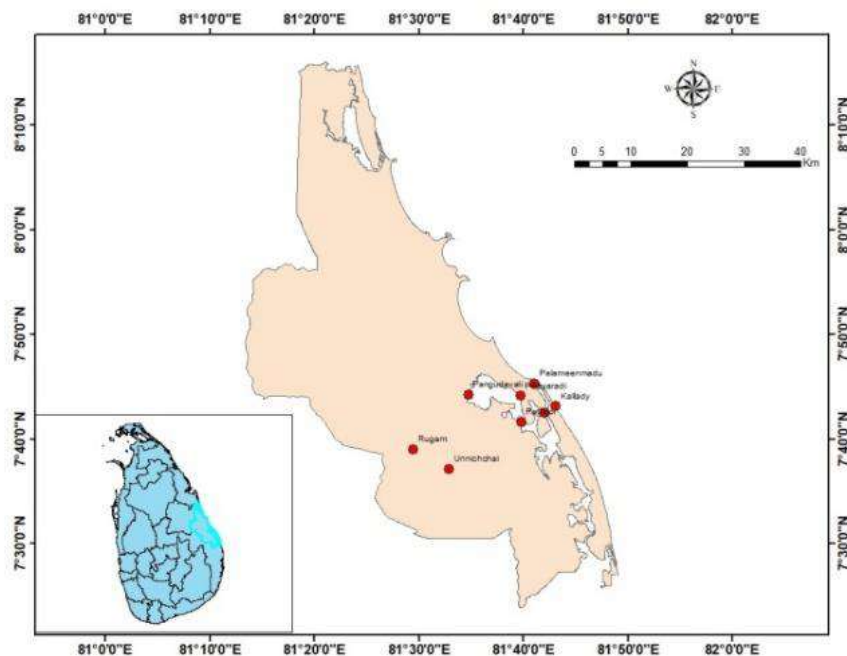 81°0'0"E 81°10'0"E 81°20'0"E 81°30'0"E 81°40'0"E 81°50'0"E 82°0'0"E
N
W E
S
0 5 10 20 30 40
Km
8°10'0"N 8°10'0"N
8°0'0"N 8°0'0"N
7°50'0"N 7°50'0"N
Palameenmadu
Kallady
Rugam
Unnichchai
7°40'0"N 7°40'0"N
7°30'0"N 7°30'0"N
81°0'0"E 81°10'0"E 81°20'0"E 81°30'0"E 81°40'0"E 81°50'0"E 82°0'0"E